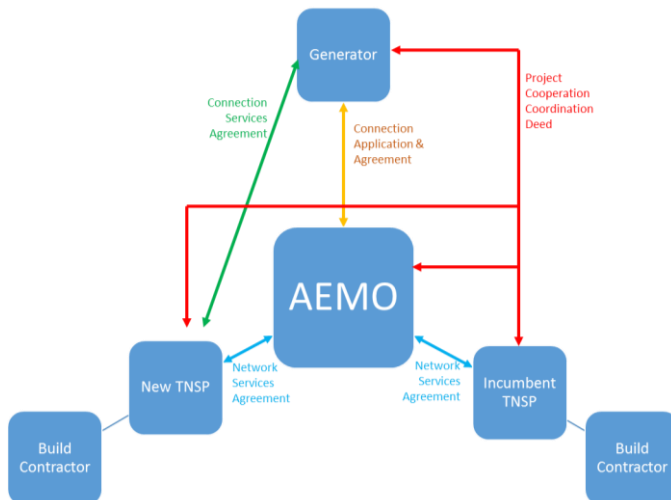 Generator
Project
Cooperation
Coordination
Deed
Connection
Services
Agreement
Connection
Application &
Agreement
AEMO
New TNSP
Network
Services
Agreement
Network
Services
Agreement
Incumbent
TNSP
Build
Contractor
Build
Contractor